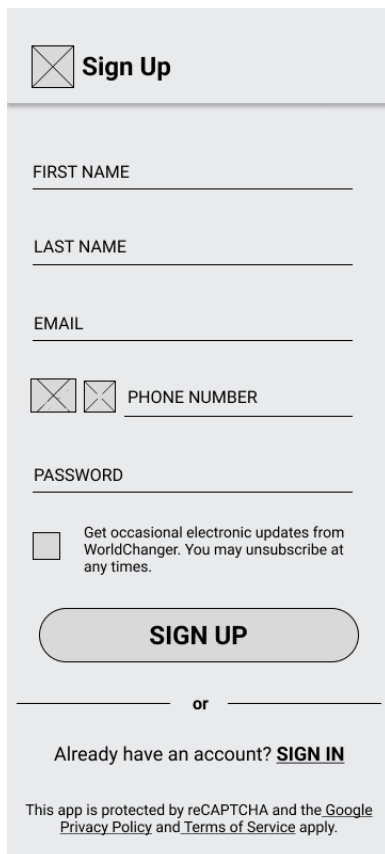 Sign Up
FIRST NAME
LAST NAME
EMAIL
PHONE NUMBER
PASSWORD
Get occasional electronic updates from
WorldChanger. You may unsubscribe at
any times.
SIGN UP
or
Already have an account? SIGN IN
This app is protected by reCAPTCHA and the Google
Privacy Policy and Terms of Service apply.